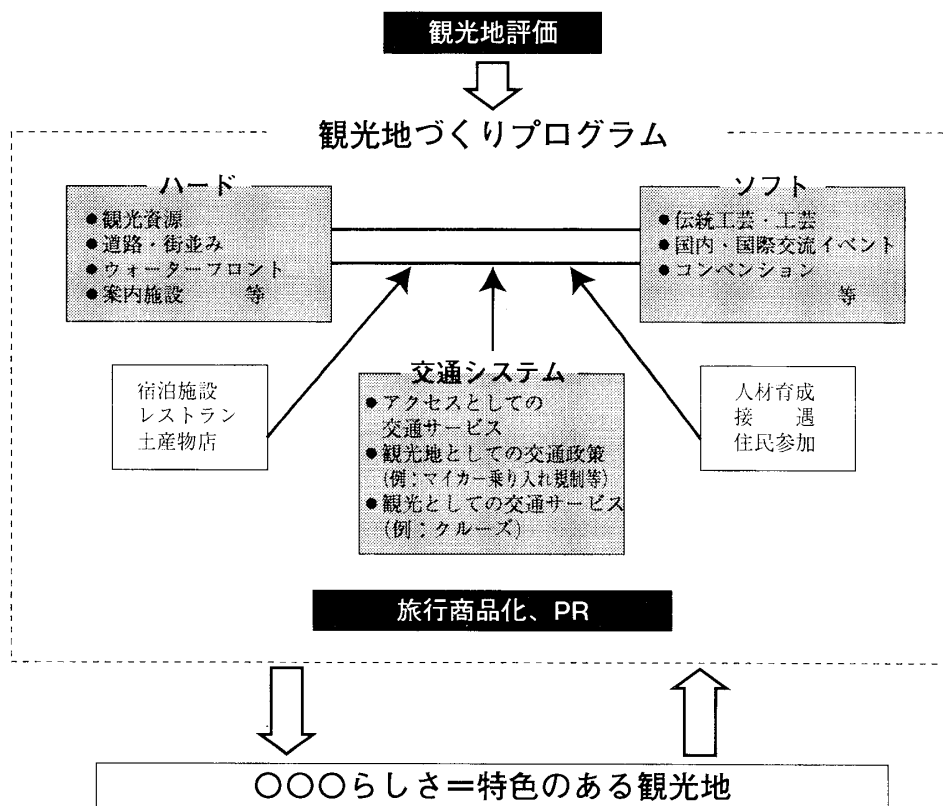 観光地評価
観光地づくりプログラム
ハード
●観光資源
●道路・街並み
●ウォーターフロント
●案内施設 等
ソフト
●伝統工芸・工芸
●国内・国際交流イベント
●コンベンション
等
宿泊施設
レストラン
土産物店
交通システム
●アクセスとしての
交通サービス
●観光地としての交通政策
(例：マイカー乗り入れ規制等)
●観光としての交通サービス
(例：クルーズ)
人材育成
接　遇
住民参加
旅行商品化、PR
〇〇〇らしさ＝特色のある観光地